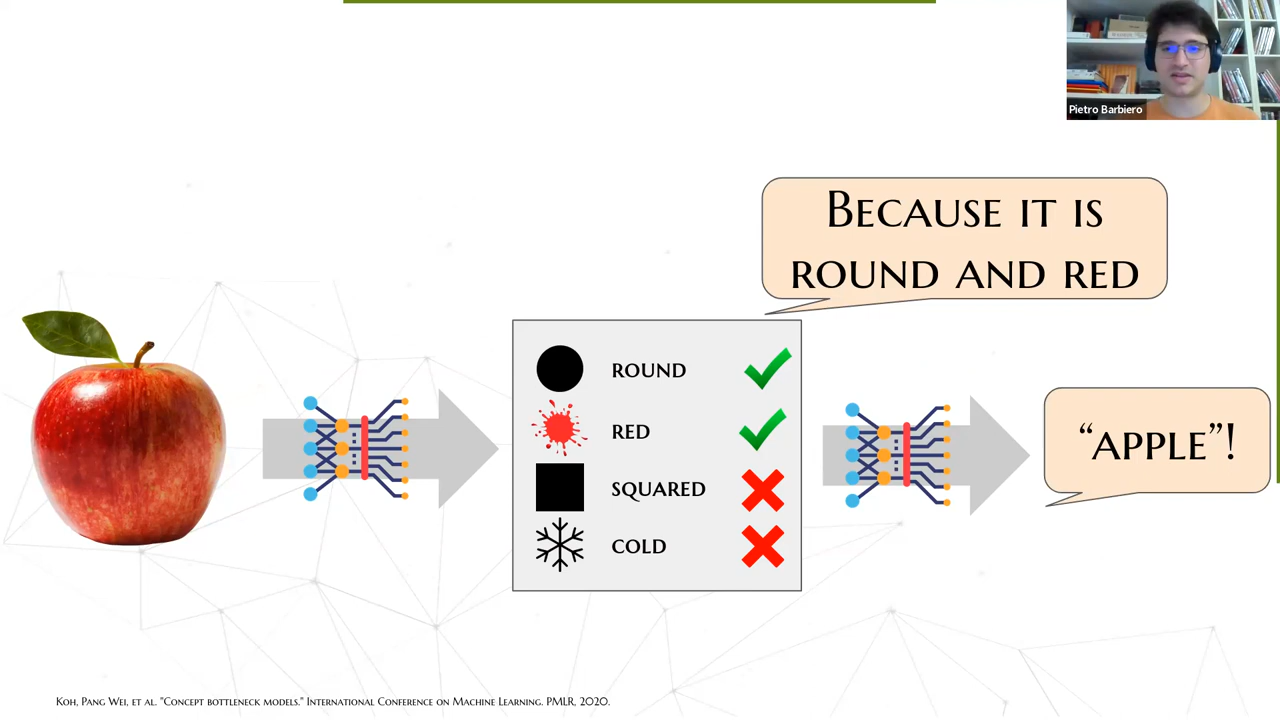 Pietro Barbiero
Because it is
round and red
round
red
squared
cold
“apple”!
Koh, Pang Wei, et al. "Concept bottleneck models." International Conference on Machine Learning. PMLR, 2020.